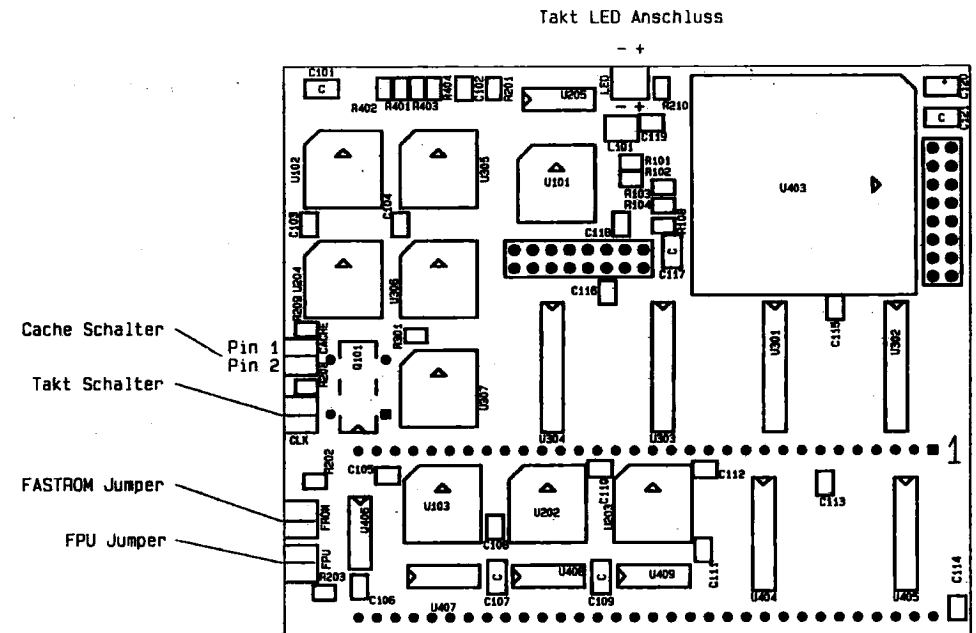 Takt LED Anschluss
- +
C101
R402
R401
R403
R404
C102
R201
U205
LED
- +
R210
C120
C
C
C121
L101
C119
U102
U305
U101
R101
R102
R103
R104
R108
U403
C103
C104
C118
C
C117
C116
R209
U204
U306
C115
Cache Schalter
Pin 1
Pin 2
CACHE
Q101
R301
U301
U302
Takt Schalter
U307
CLK
U304
U303
1
R202
C105
C110
C112
C113
FASTROM Jumper
FROM
U406
U103
U202
U203
C108
FPU Jumper
FPU
C111
R203
C106
U407
C
C107
U408
C
C109
U409
U404
U405
C114